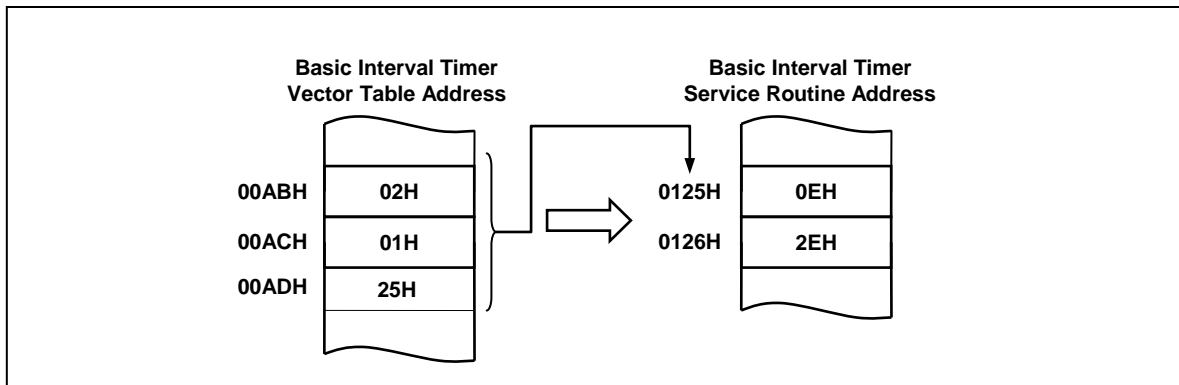 Basic Interval Timer
Vector Table Address
00ABH 02H
00ACH 01H
00ADH 25H
Basic Interval Timer
Service Routine Address
0125H 0EH
0126H 2EH